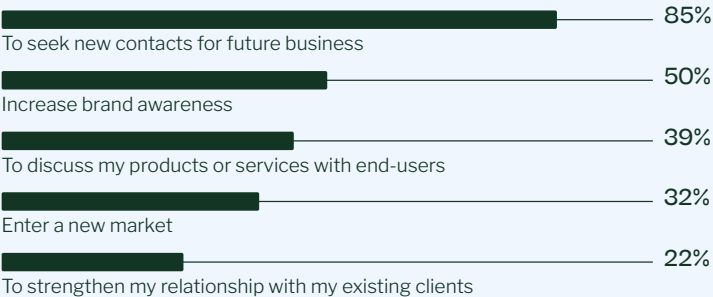 85%
To seek new contacts for future business
50%
Increase brand awareness
39%
To discuss my products or services with end-users
32%
Enter a new market
22%
To strengthen my relationship with my existing clients